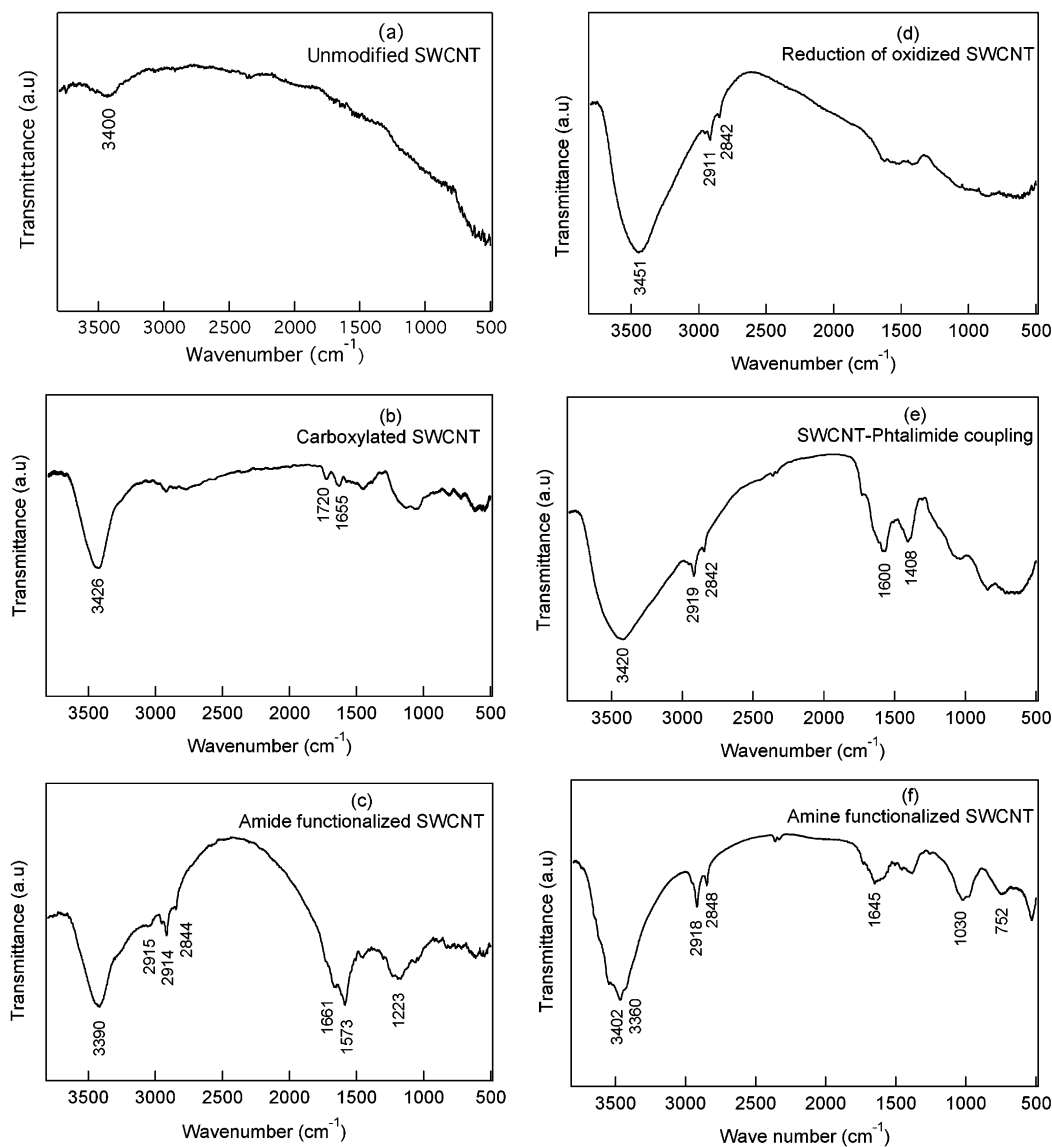 (a)
Unmodified SWCNT
Transmittance (a.u)
3400
3500 3000 2500 2000 1500 1000 500
Wavenumber (cm⁻¹)
(d)
Reduction of oxidized SWCNT
Transmittance (a.u)
2911
2842
3451
3500 3000 2500 2000 1500 1000 500
Wavenumber (cm⁻¹)
(b)
Carboxylated SWCNT
Transmittance (a.u)
3426
1720
1655
3500 3000 2500 2000 1500 1000 500
Wavenumber (cm⁻¹)
(e)
SWCNT-Phtalimide coupling
Transmittance (a.u)
3420
2919
2842
1600
1408
3500 3000 2500 2000 1500 1000 500
Wavenumber (cm⁻¹)
(c)
Amide functionalized SWCNT
Transmittance (a.u)
3390
2915
2914
2844
1661
1573
1223
3500 3000 2500 2000 1500 1000 500
Wavenumber (cm⁻¹)
(f)
Amine functionalized SWCNT
Transmittance (a.u)
3402
3360
2918
2848
1645
1030
752
3500 3000 2500 2000 1500 1000 500
Wave number (cm⁻¹)